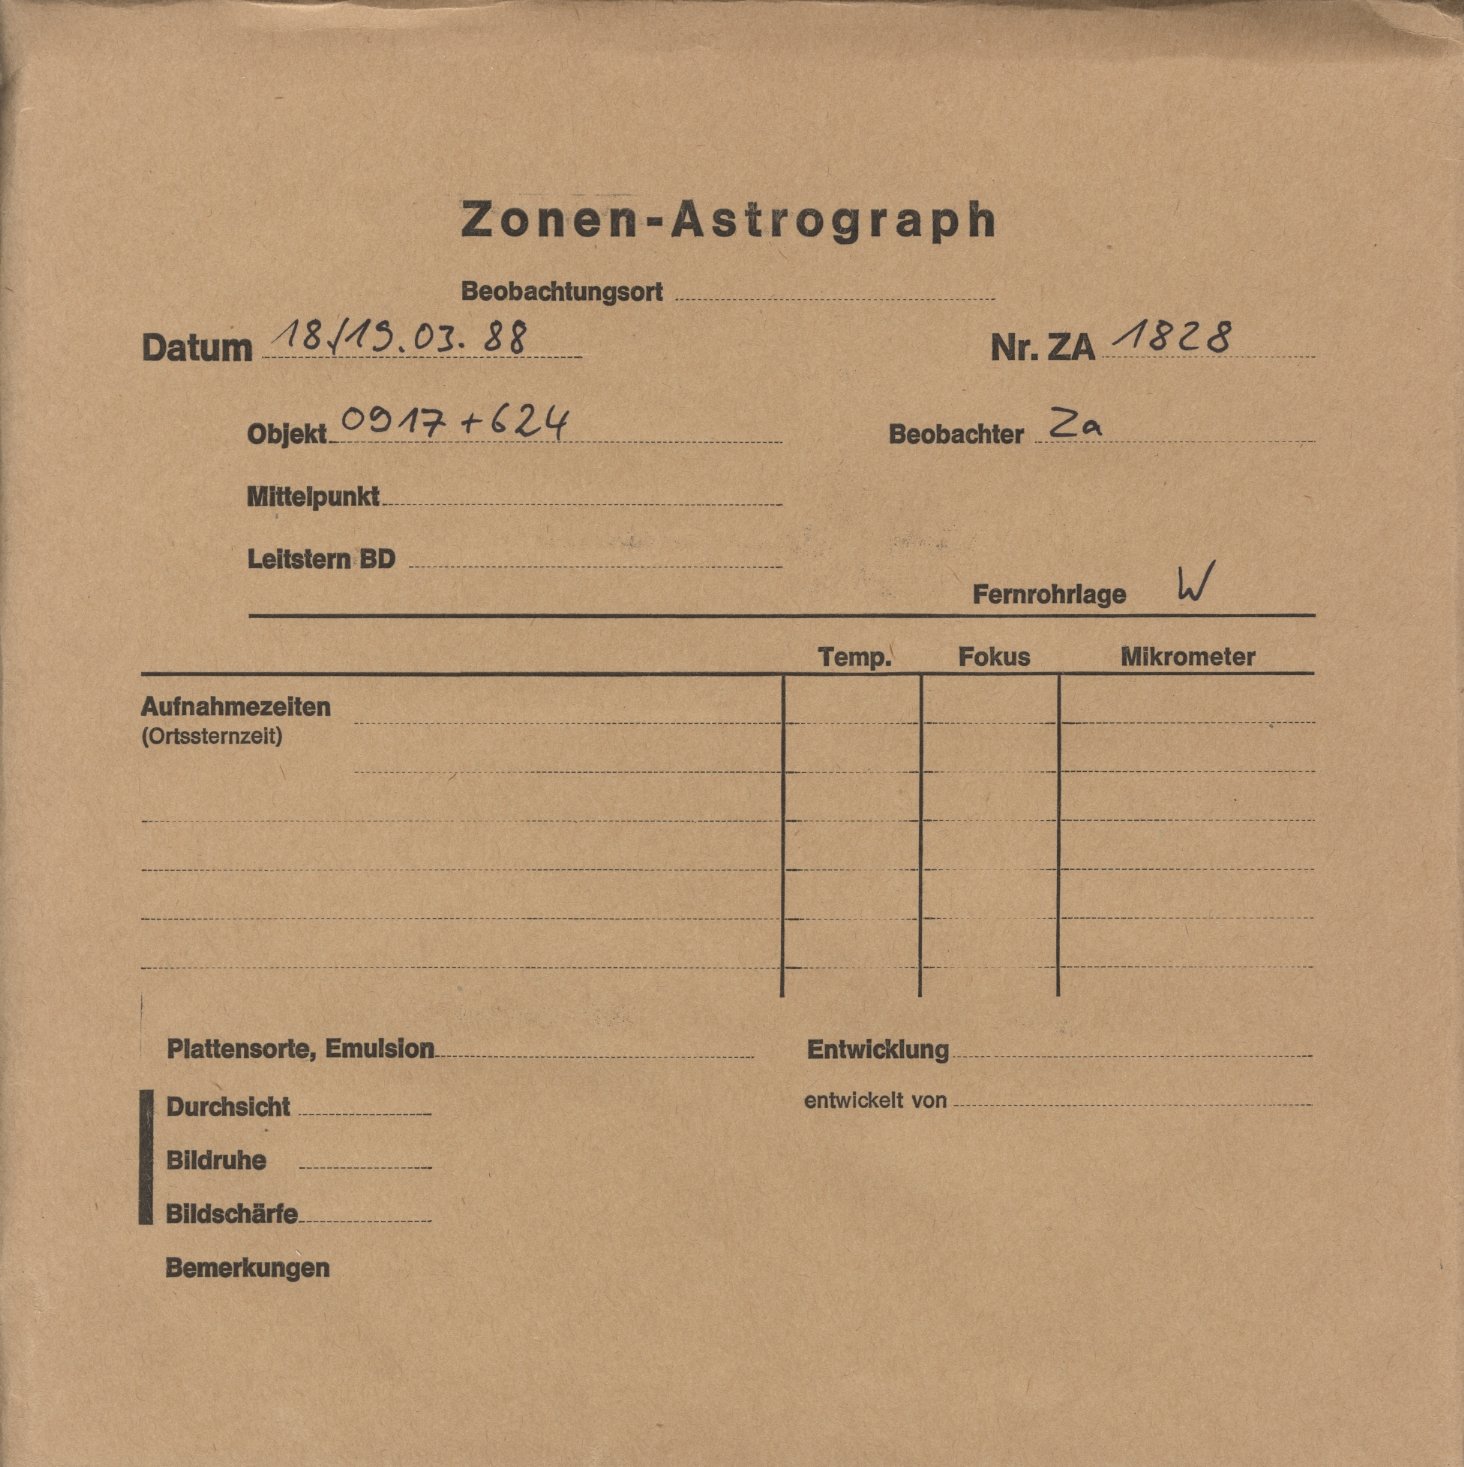 Zonen-Astrograph
Beobachtungsort
Datum 18./19.03.88 Nr. ZA 1828
Objekt 0917+624 Beobachter Za
Mittelpunkt
Leitstern BD
Fernrohrlage W
Temp. Fokus Mikrometer
Aufnahmezeiten
(Ortssternzeit)
Plattensorte, Emulsion Entwicklung
Durchsicht entwickelt von
Bildruhe
Bildschärfe
Bemerkungen